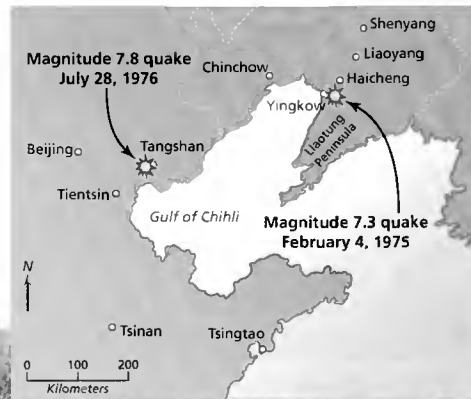 Shenyang
Magnitude 7.8 quake
July 28, 1976
Liaoyang
Chinchow
Haicheng
Yingkow
Beijing
Tangshan
Liaotung
Peninsula
Tientsin
Gulf of Chihli
Magnitude 7.3 quake
February 4, 1975
N
Tsinan
Tsingtao
0 100 200
Kilometers